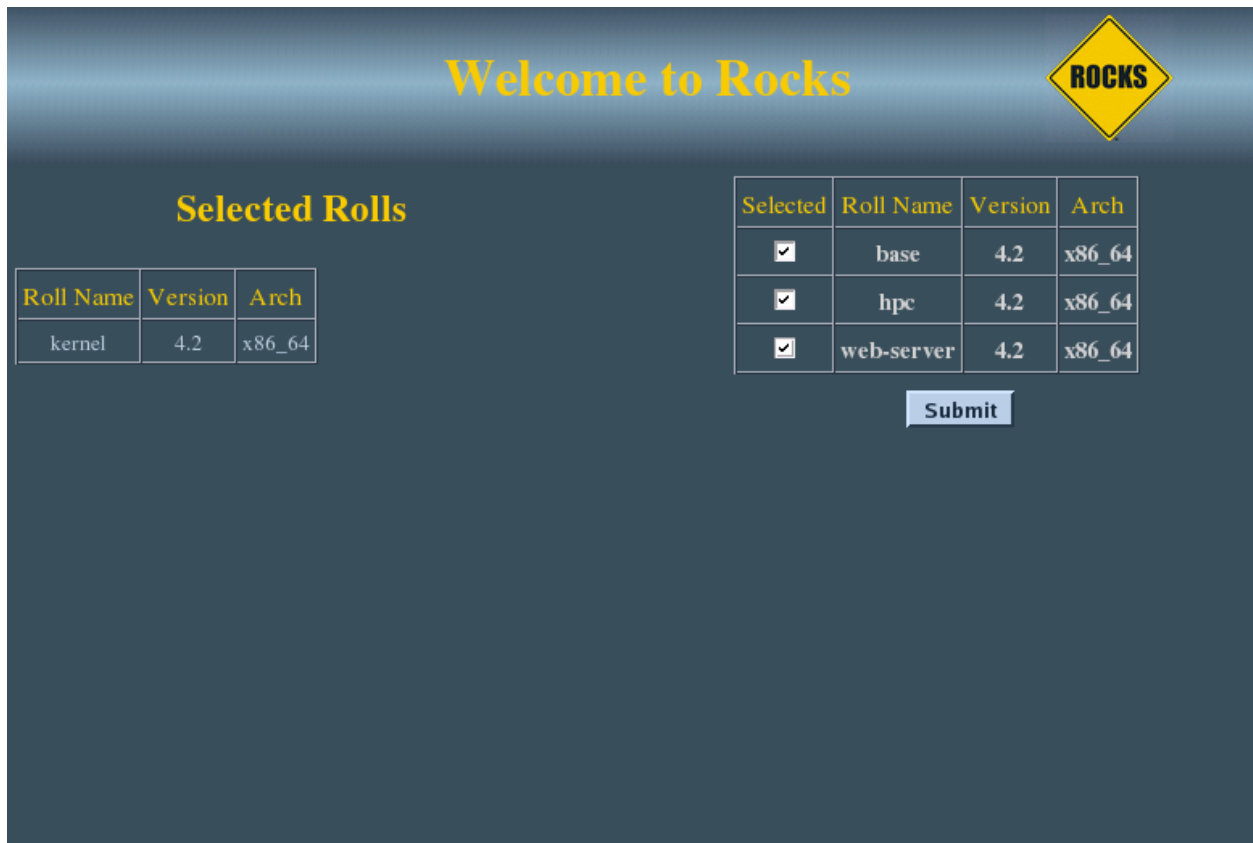 Welcome to Rocks
ROCKS
Selected Rolls
Roll Name Version Arch
kernel 4.2 x86_64
Selected Roll Name Version Arch
base 4.2 x86_64
hpc 4.2 x86_64
web-server 4.2 x86_64
Submit